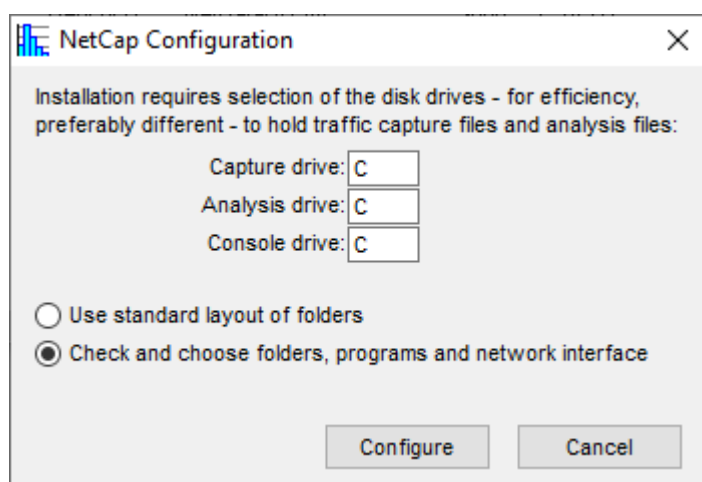 NetCap Configuration
Installation requires selection of the disk drives - for efficiency,
preferably different - to hold traffic capture files and analysis files:
Capture drive: C
Analysis drive: C
Console drive: C
Use standard layout of folders
Check and choose folders, programs and network interface
Configure Cancel